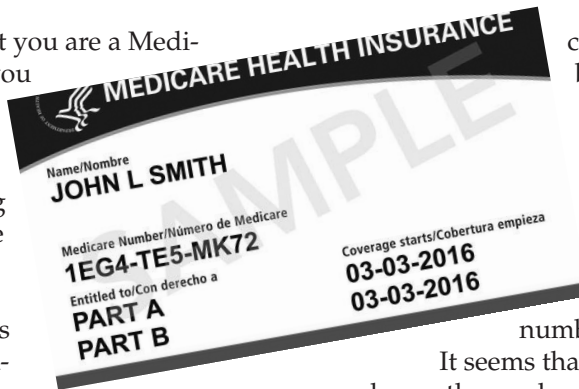 t you are a Medi-
you
g
e
s
-
MEDICARE HEALTH INSURANCE
SAMPLE
Name/Nombre
JOHN L SMITH
Medicare Number/Número de Medicare
1EG4-TE5-MK72
Entitled to/Con derecho a
PART A
PART B
Coverage starts/Cobertura empieza
03-03-2016
03-03-2016
c
numb
It seems tha